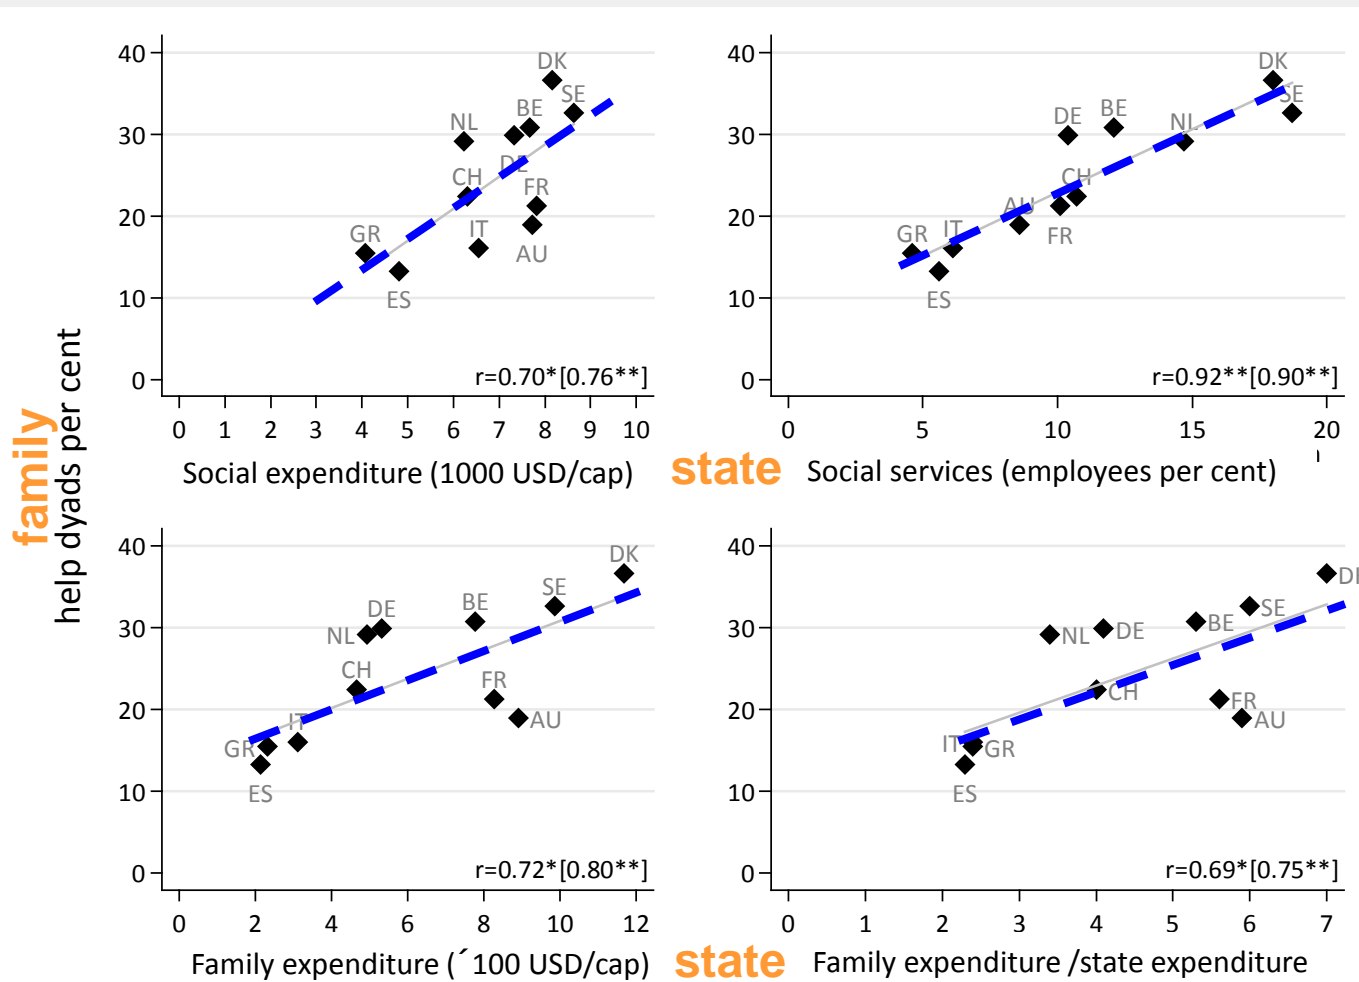 family
help dyads per cent
40
30
20
10
0
DK
SE
BE
NL
DE
CH
FR
GR
IT
AU
ES
r=0.70*[0.76**]
0 1 2 3 4 5 6 7 8 9 10
Social expenditure (1000 USD/cap)
40
30
20
10
0
DK
SE
DE
BE
NL
CH
AU
FR
GR
IT
ES
r=0.92**[0.90**]
0 5 10 15 20
state
Social services (employees per cent)
40
30
20
10
0
DK
SE
DE
BE
NL
CH
FR
IT
AU
GR
ES
r=0.72*[0.80**]
0 2 4 6 8 10 12
Family expenditure (´100 USD/cap)
40
30
20
10
0
SE
BE
DE
NL
CH
FR
AU
IT
GR
ES
r=0.69*[0.75**]
0 1 2 3 4 5 6 7
state
Family expenditure /state expenditure